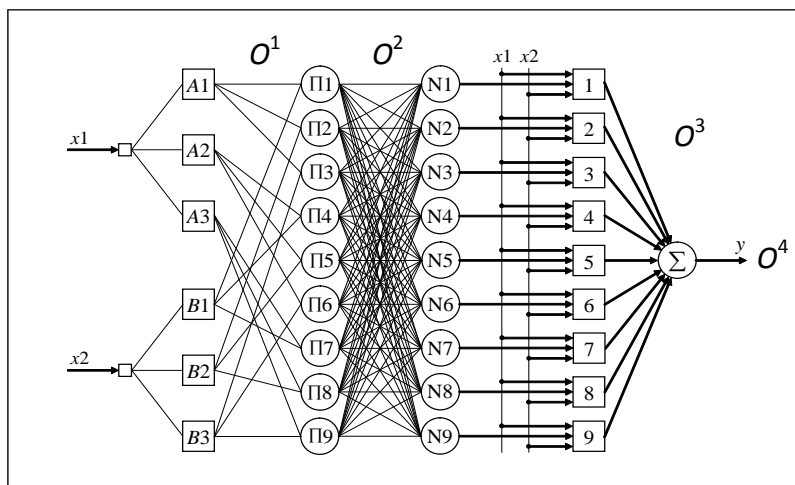 O¹ O² x1 x2
A1 Π1 N1 1
Π2 N2 2 O³
x1 A2
Π3 N3 3
A3 Π4 N4 4
y
Π5 N5 5 Σ O⁴
B1 Π6 N6 6
Π7 N7 7
x2 B2
Π8 N8 8
B3 Π9 N9 9